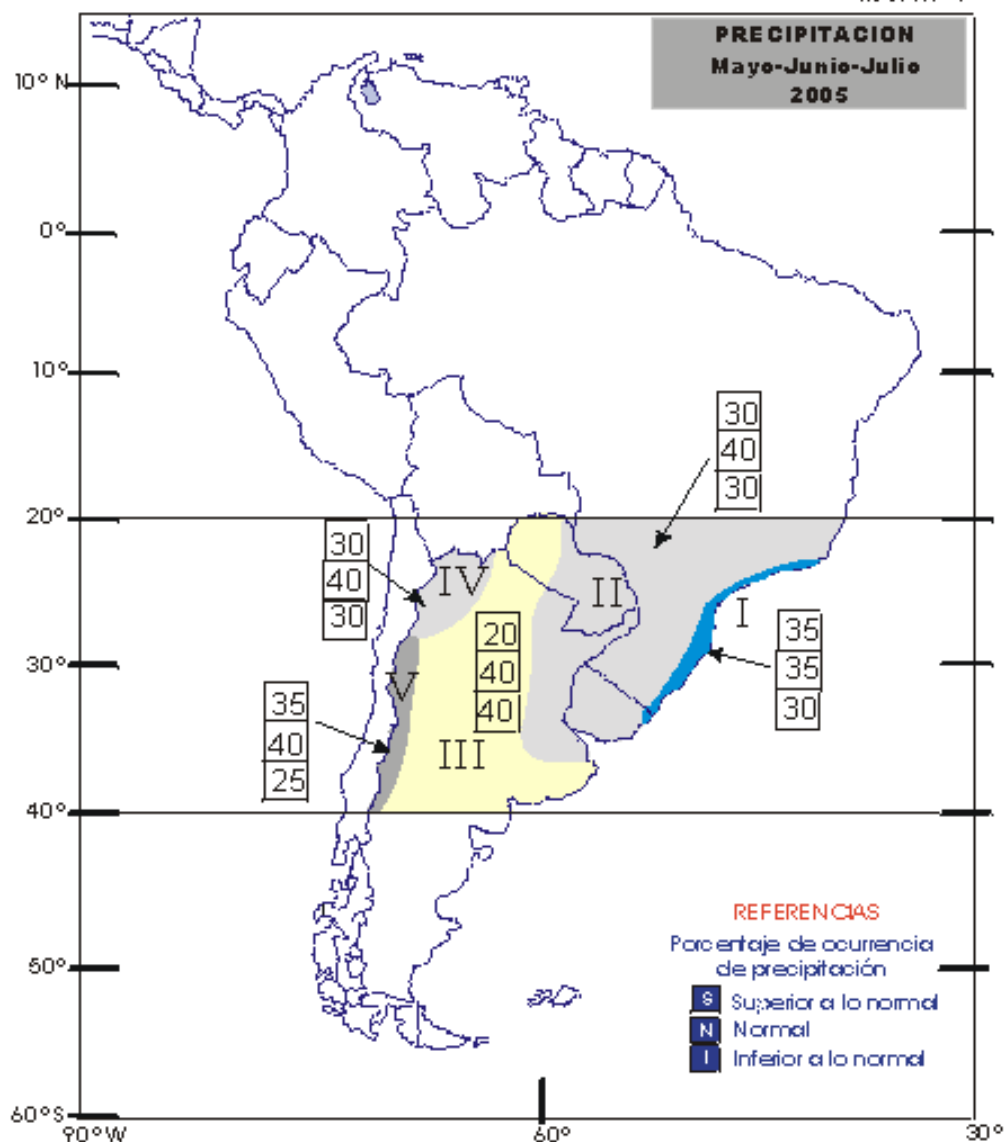 PRECIPITACION
Mayo-Junio-Julio
2005
10° N
0°
10°
30
40
30
20°
30
40
30
IV
II
I
20
40
40
35
35
30
30°
V
35
40
25
III
40°
REFERENCIAS
Porcentaje de ocurrencia
de precipitación
50°
S Superior a lo normal
N Normal
I Inferior a lo normal
60°S
90°W
60°
30°